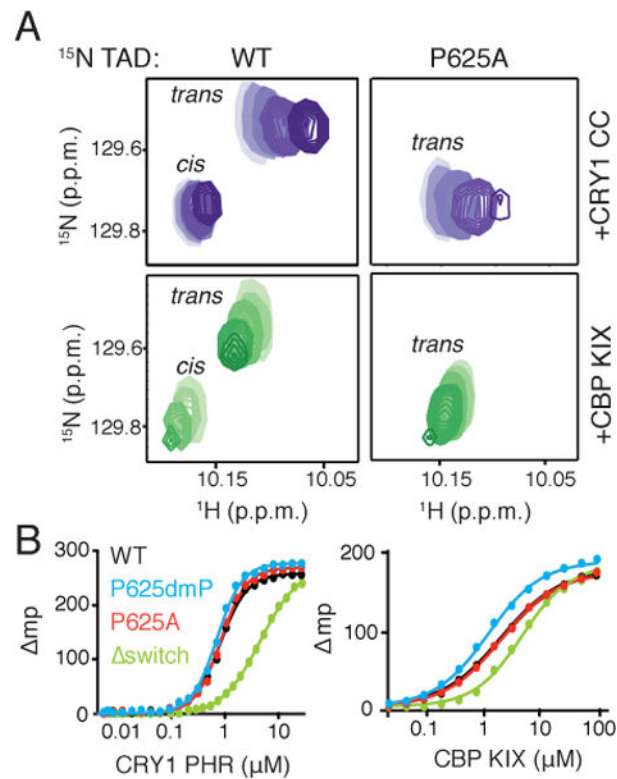 A
¹⁵N TAD: WT P625A
trans
cis
trans
129.6
129.8
¹⁵N (p.p.m.)
+CRY1 CC
trans
cis
trans
129.6
129.8
¹⁵N (p.p.m.)
+CBP KIX
10.15 10.05 10.15 10.05
¹H (p.p.m.) ¹H (p.p.m.)
B
300
200
100
0
Δmp
WT
P625dmP
P625A
Δswitch
0.01 0.1 1 10
CRY1 PHR (μM)
200
100
0
Δmp
0.1 1 10 100
CBP KIX (μM)